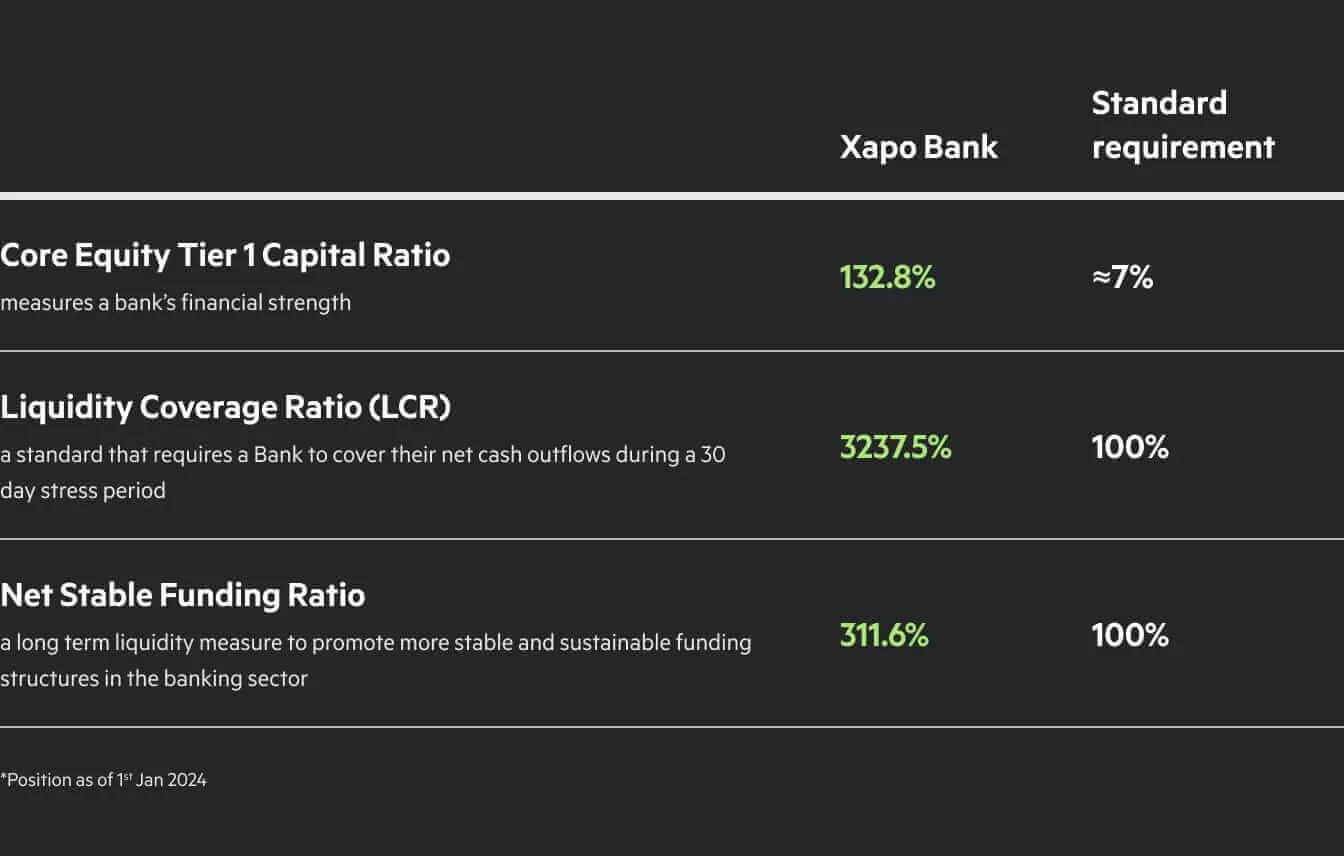 Standard
Xapo Bank requirement
Core Equity Tier 1 Capital Ratio
measures a bank’s financial strength
132.8% ≈7%
Liquidity Coverage Ratio (LCR)
a standard that requires a Bank to cover their net cash outflows during a 30
day stress period
3237.5% 100%
Net Stable Funding Ratio
a long term liquidity measure to promote more stable and sustainable funding
structures in the banking sector
311.6% 100%
*Position as of 1st Jan 2024